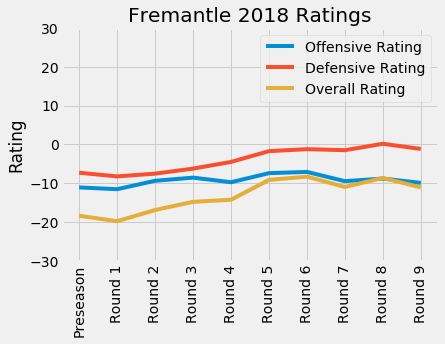 Fremantle 2018 Ratings
Offensive Rating
Defensive Rating
Overall Rating
Rating
30
20
10
0
−10
−20
−30
Preseason
Round 1
Round 2
Round 3
Round 4
Round 5
Round 6
Round 7
Round 8
Round 9